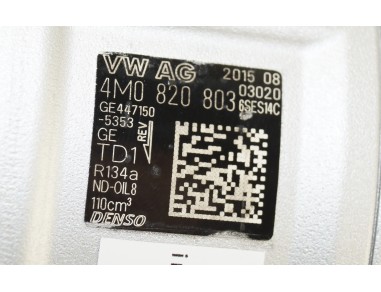 VW AG 2015 08
4M0 820 803 03020
GE447150 6SES14C
-5353 REV
GE
TD1
R134a
ND-OIL8
110cm³
DENSO